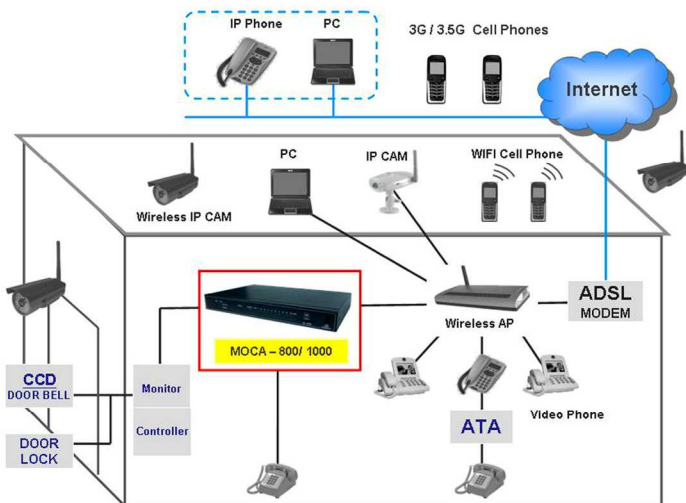 IP Phone
PC
3G / 3.5G Cell Phones
Internet
PC
IP CAM
WIFI Cell Phone
Wireless IP CAM
ADSL
MODEM
Wireless AP
MOCA – 800/ 1000
CCD
DOOR BELL
Monitor
Controller
DOOR
LOCK
Video Phone
ATA